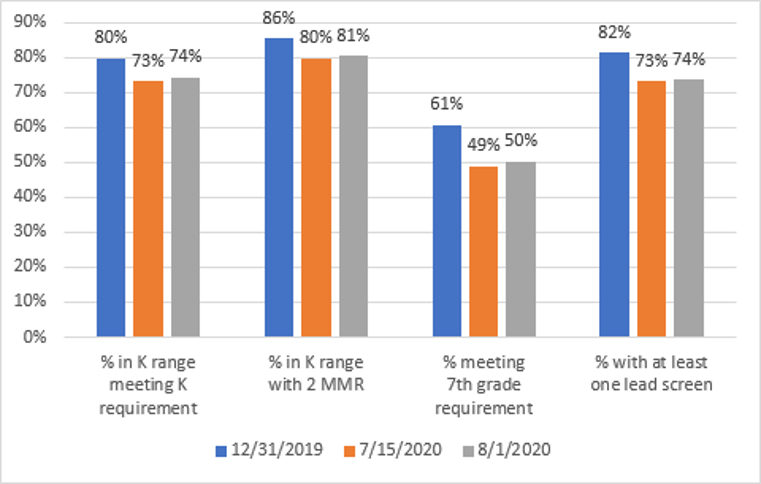 90%
80%
70%
60%
50%
40%
30%
20%
10%
0%
80%
73%
74%
86%
80%
81%
61%
49%
50%
82%
73%
74%
% in K range
meeting K
requirement
% in K range
with 2 MMR
% meeting
7th grade
requirement
% with at least
one lead screen
12/31/2019
7/15/2020
8/1/2020